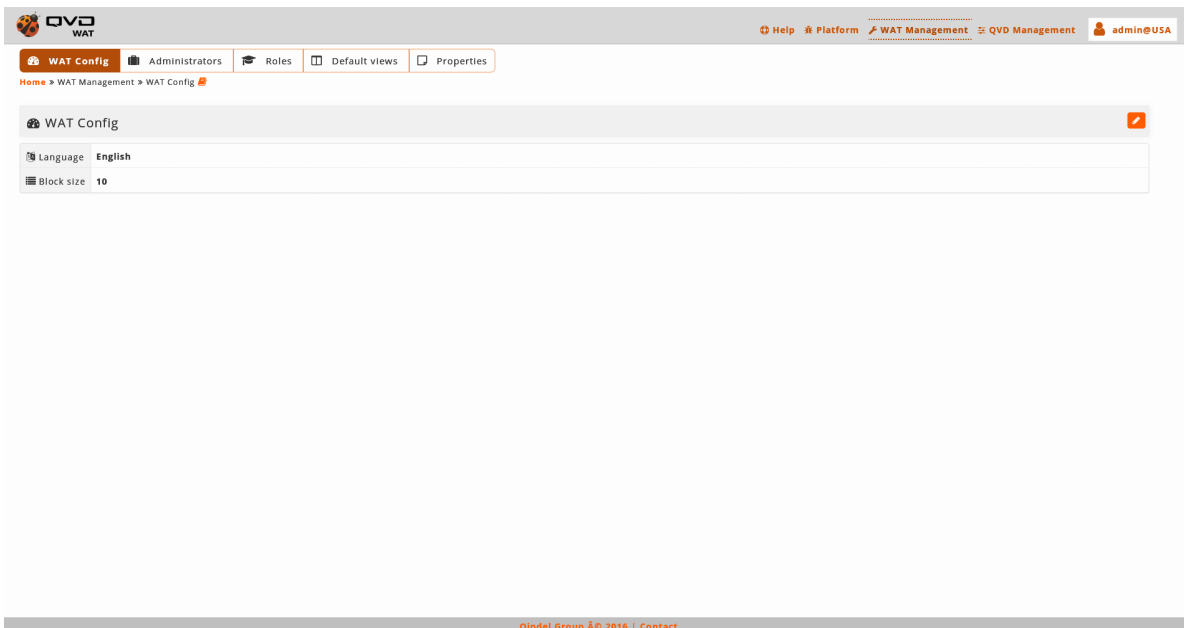 QVD
WAT
Help Platform WAT Management QVD Management admin@USA
WAT Config Administrators Roles Default views Properties
Home » WAT Management » WAT Config
WAT Config
Language English
Block size 10
Qindel Group Â© 2016 | Contact